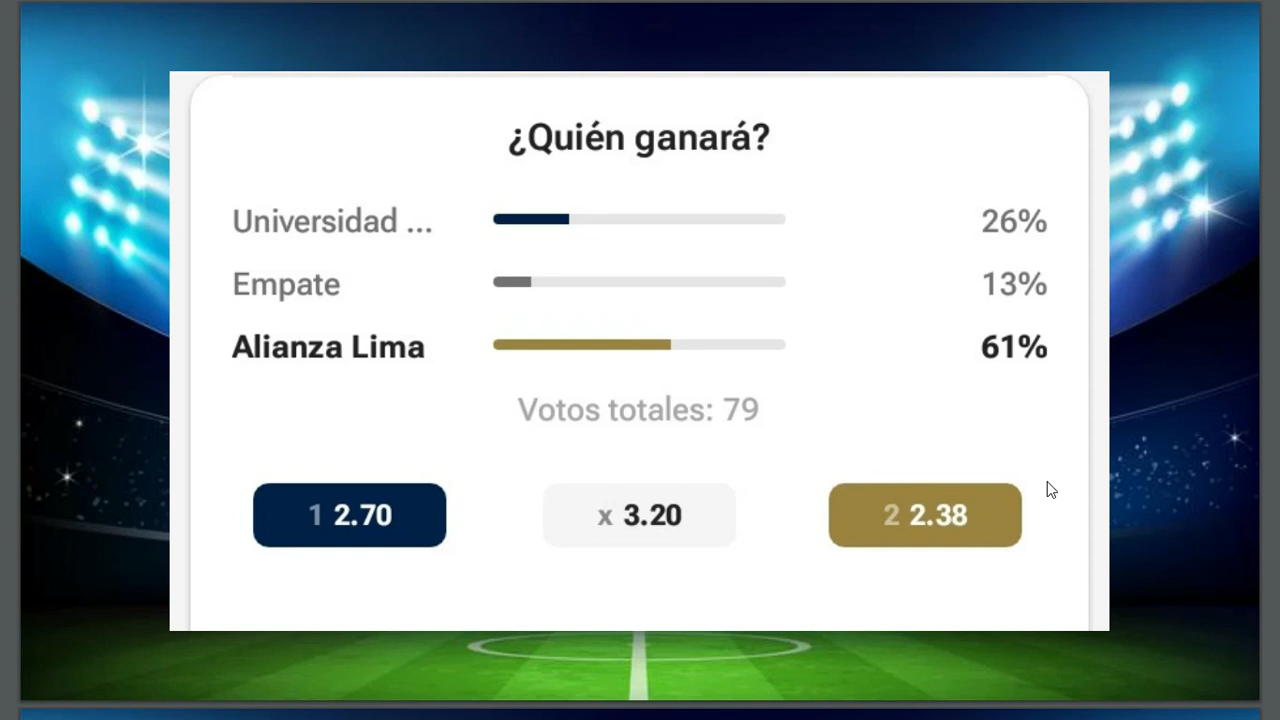 ¿Quién ganará?
Universidad ... 26%
Empate 13%
Alianza Lima 61%
Votos totales: 79
1 2.70 x 3.20 2 2.38